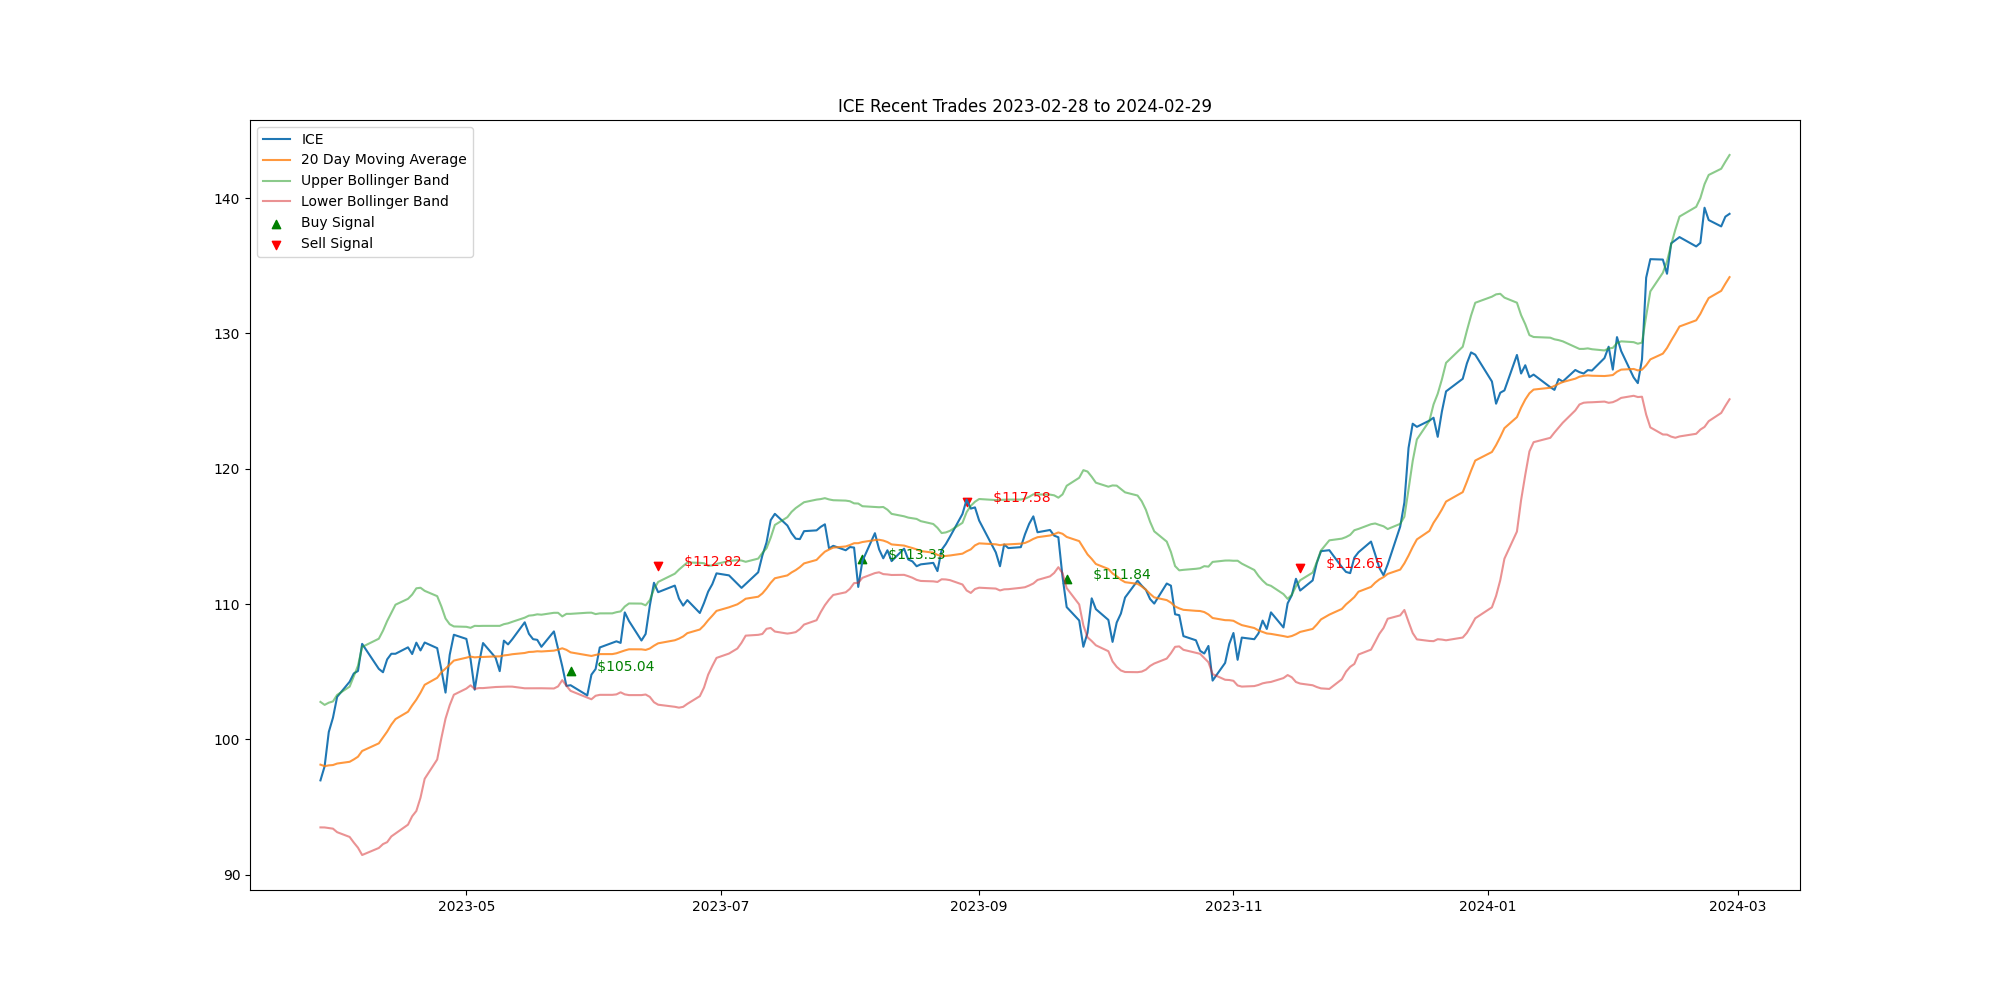 ICE Recent Trades 2023-02-28 to 2024-02-29
ICE
20 Day Moving Average
Upper Bollinger Band
Lower Bollinger Band
Buy Signal
Sell Signal
140
130
120
110
100
90
$117.58
$112.82
$113.33
$112.65
$111.84
$105.04
2023-05
2023-07
2023-09
2023-11
2024-01
2024-03